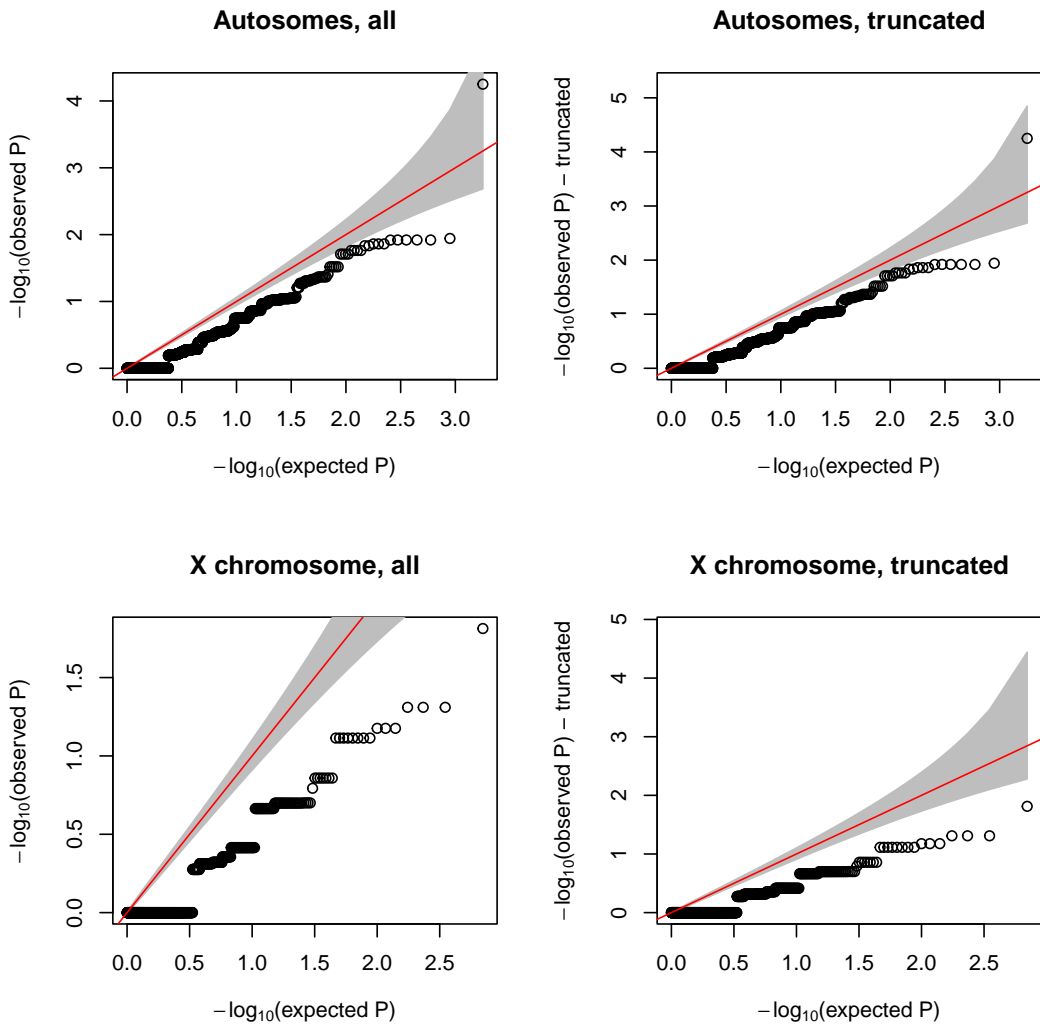 Autosomes, all
−log10(observed P)
4
3
2
1
0
0.0 0.5 1.0 1.5 2.0 2.5 3.0
−log10(expected P)
Autosomes, truncated
−log10(observed P) − truncated
5
4
3
2
1
0
0.0 0.5 1.0 1.5 2.0 2.5 3.0
−log10(expected P)
X chromosome, all
−log10(observed P)
1.5
1.0
0.5
0.0
0.0 0.5 1.0 1.5 2.0 2.5
−log10(expected P)
X chromosome, truncated
−log10(observed P) − truncated
5
4
3
2
1
0
0.0 0.5 1.0 1.5 2.0 2.5
−log10(expected P)